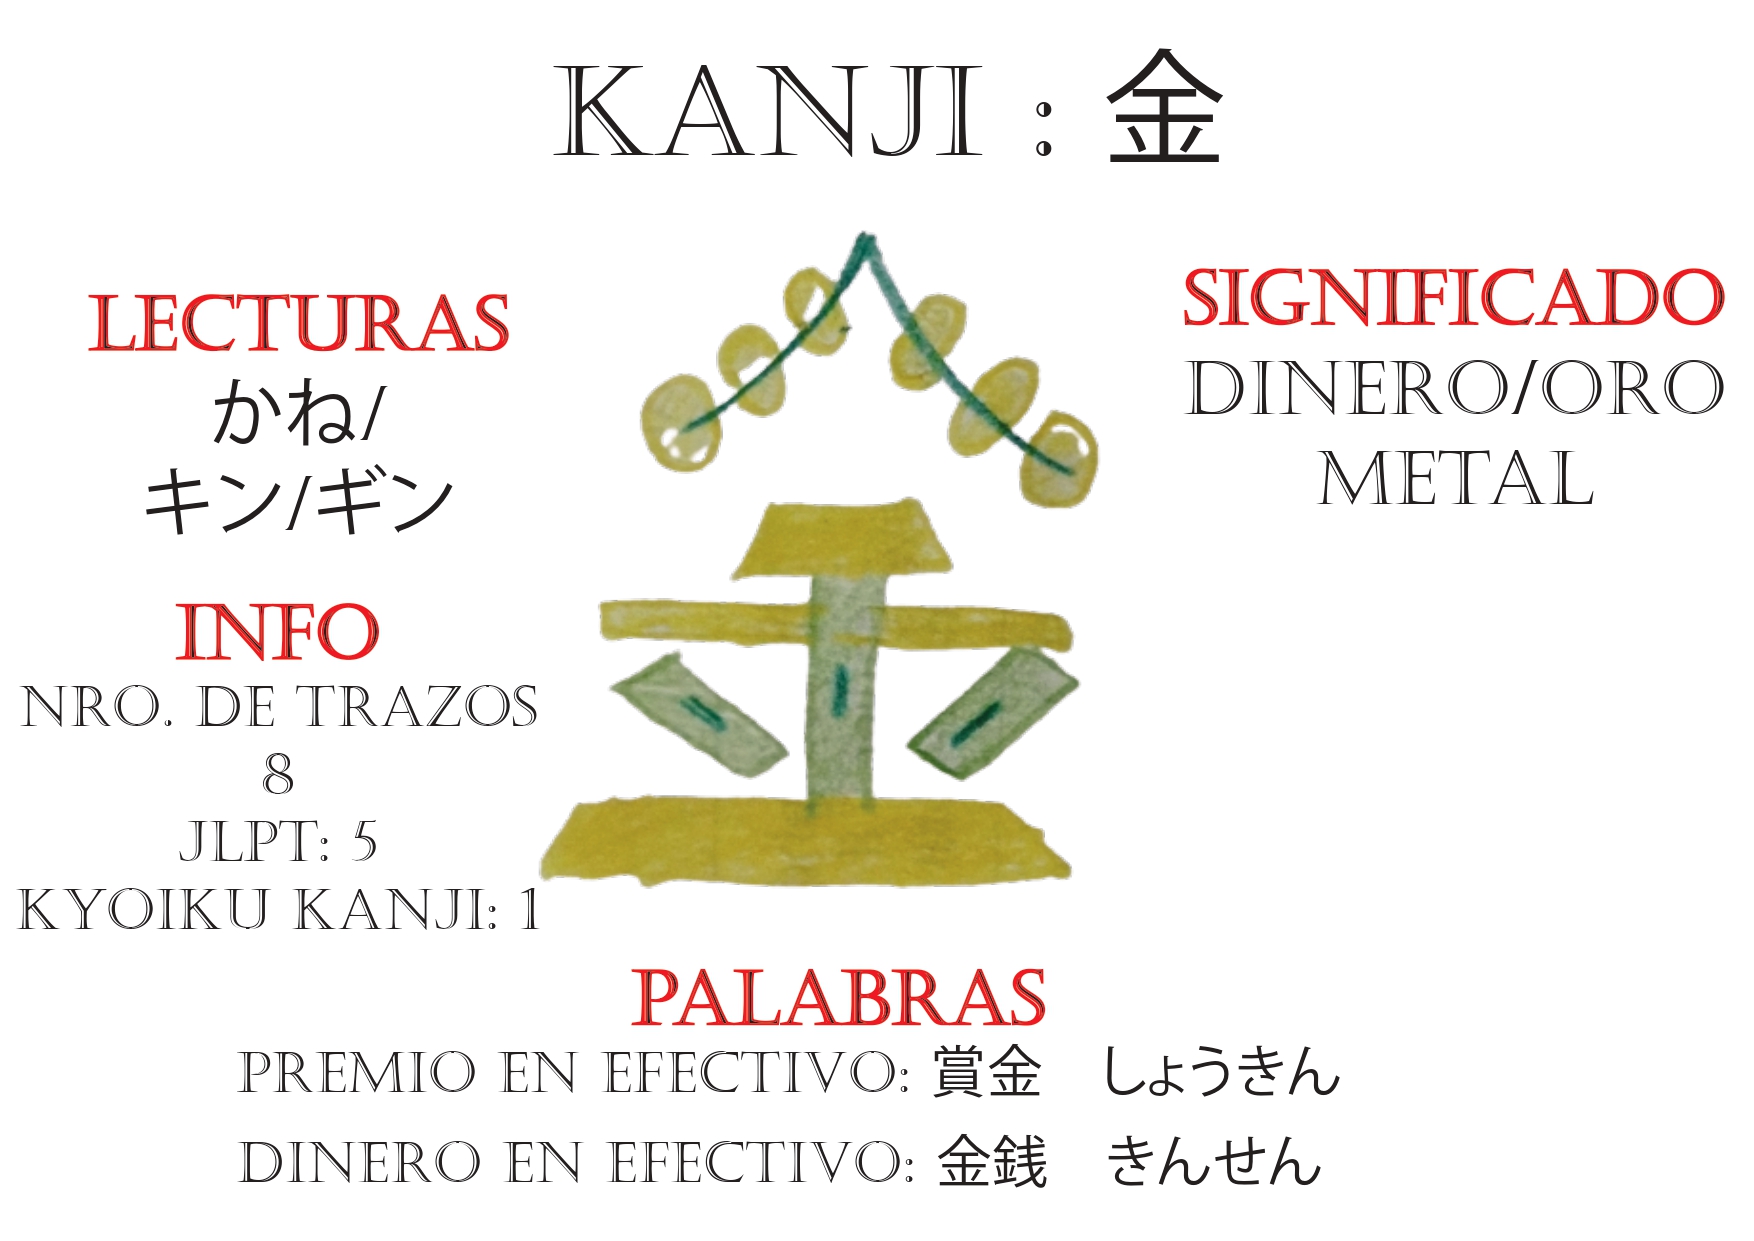 KANJI : 金
LECTURAS
かね/
キン/ギン
SIGNIFICADO
DINERO/ORO
METAL
INFO
NRO. DE TRAZOS
8
JLPT: 5
KYOIKU KANJI: 1
PALABRAS
PREMIO EN EFECTIVO: 賞金 しょうきん
DINERO EN EFECTIVO: 金銭 きんせん